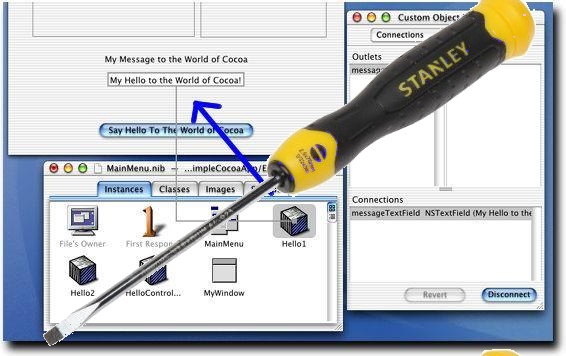 Custom Object
Connections
Outlets
messag
My Message to the World of Cocoa
My Hello to the World of Cocoa!
Say Hello To The World of Cocoa
STANLEY
MainMenu.nib — ...impleCocoaApp/E
Instances
Classes
Images
S
File's Owner
First Respon
MainMenu
Hello1
Hello2
HelloControl...
MyWindow
Connections
messageTextField NSTextField (My Hello to the
Revert
Disconnect